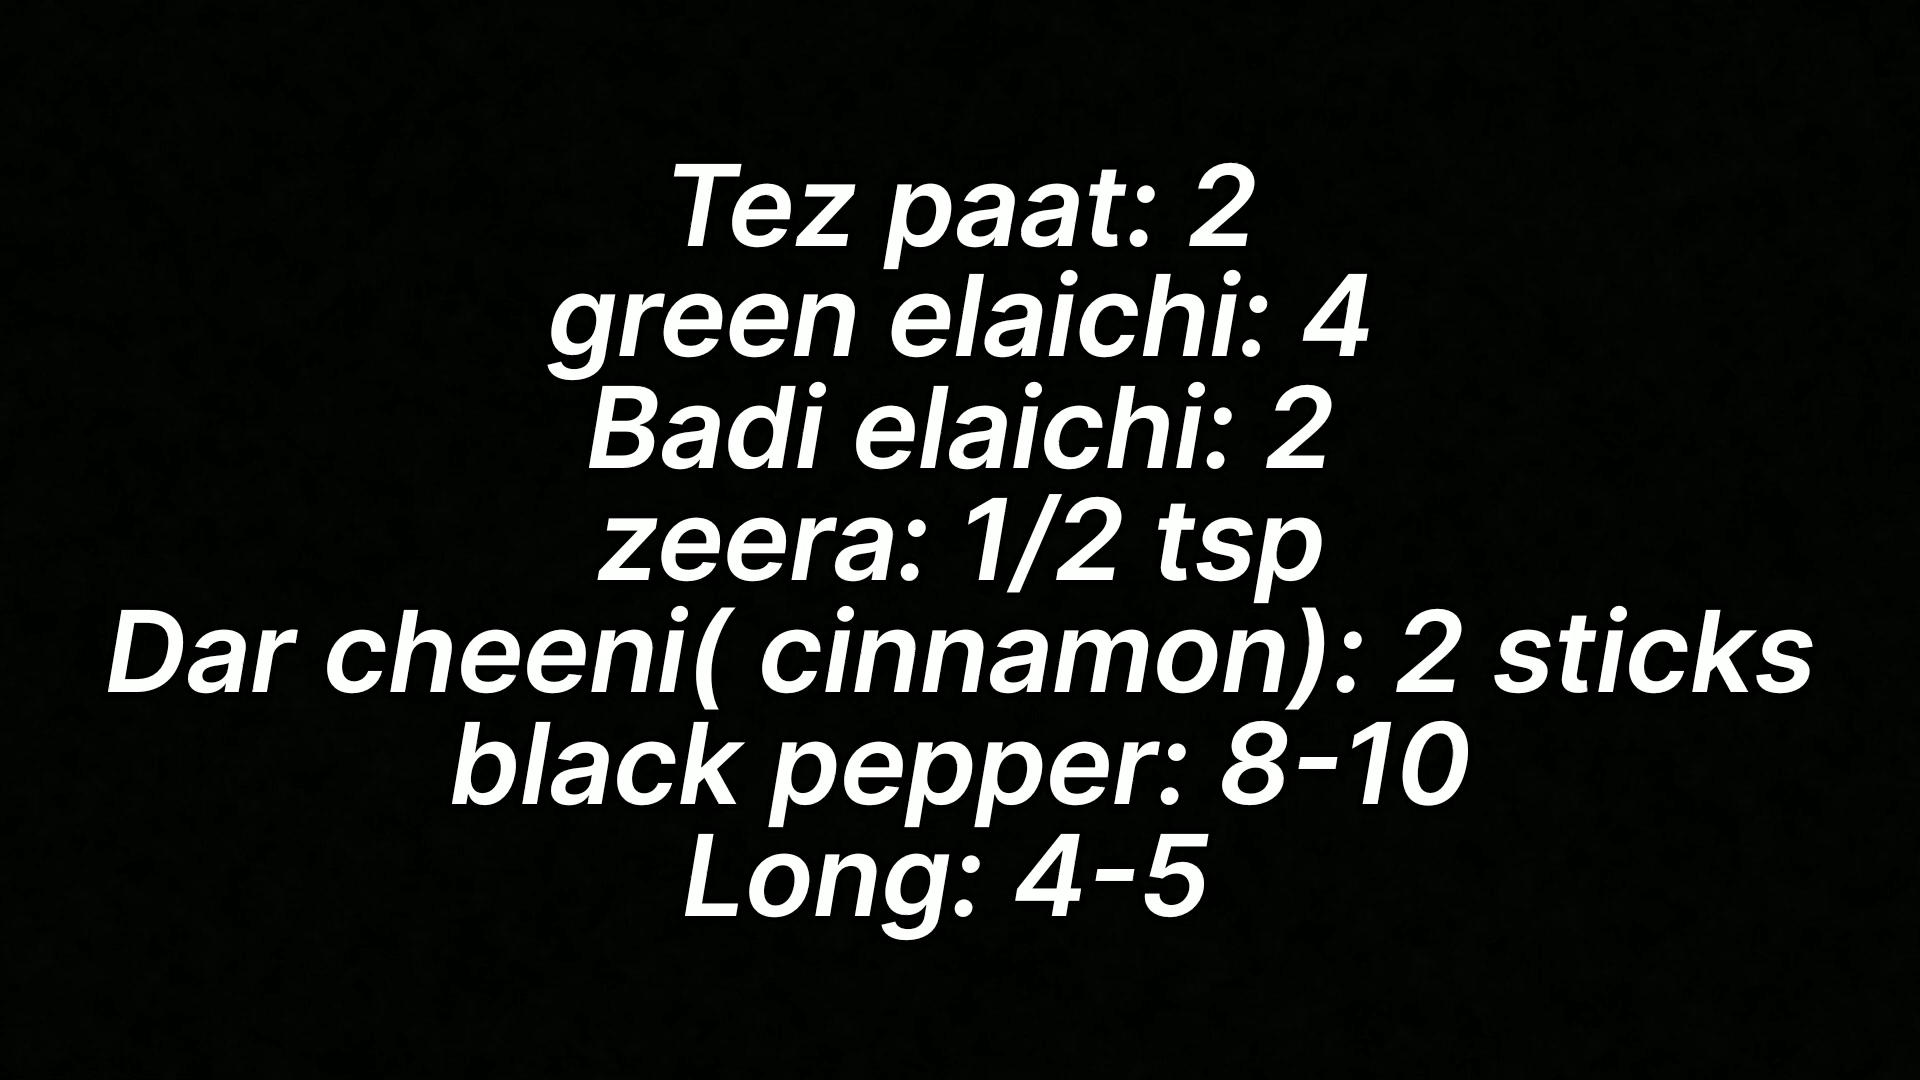 Tez paat: 2
green elaichi: 4
Badi elaichi: 2
zeera: 1/2 tsp
Dar cheeni( cinnamon): 2 sticks
black pepper: 8-10
Long: 4-5